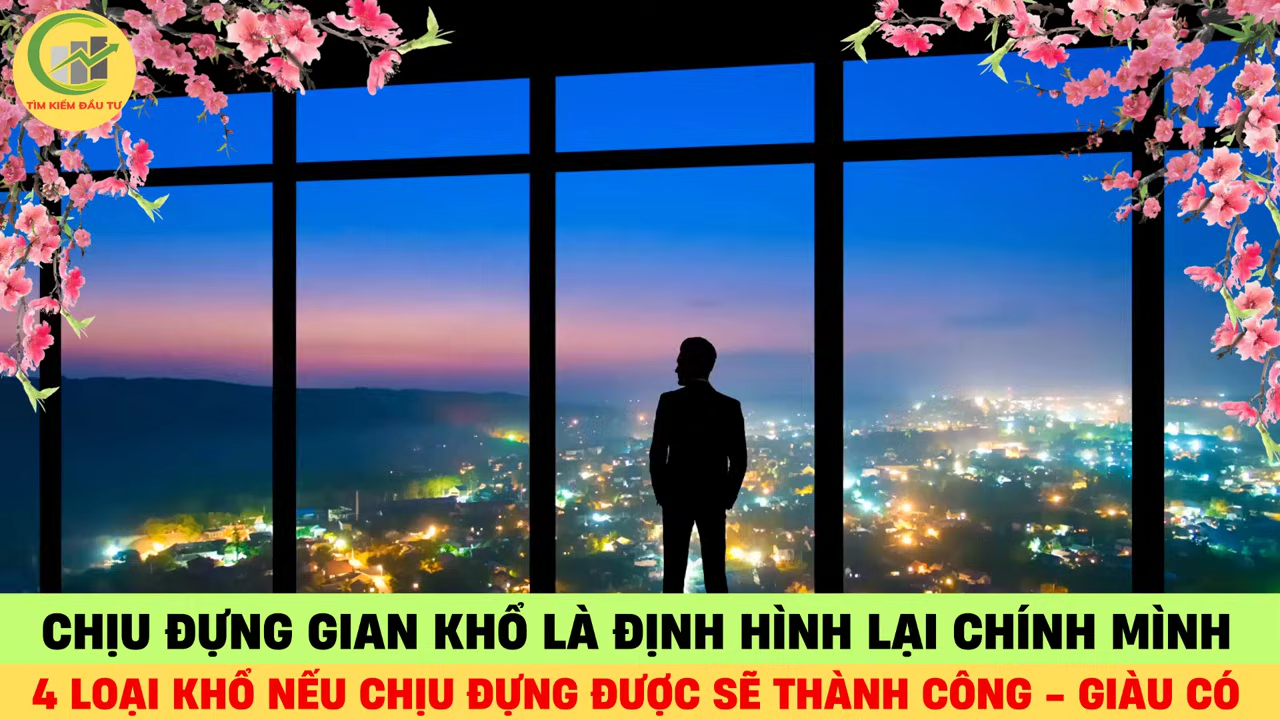 TÌM KIẾM ĐẦU TƯ
CHỊU ĐỰNG GIAN KHỔ LÀ ĐỊNH HÌNH LẠI CHÍNH MÌNH
4 LOẠI KHỔ NẾU CHỊU ĐỰNG ĐƯỢC SẼ THÀNH CÔNG – GIÀU CÓ